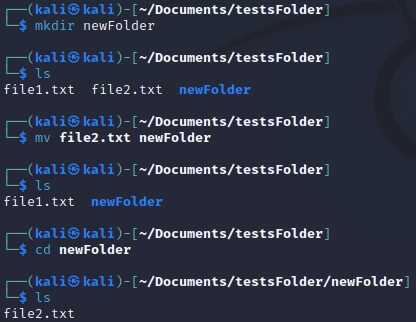 ┌──(kali㉿kali)-[~/Documents/testsFolder]
└─$ mkdir newFolder
┌──(kali㉿kali)-[~/Documents/testsFolder]
└─$ ls
file1.txt  file2.txt  newFolder
┌──(kali㉿kali)-[~/Documents/testsFolder]
└─$ mv file2.txt newFolder
┌──(kali㉿kali)-[~/Documents/testsFolder]
└─$ ls
file1.txt  newFolder
┌──(kali㉿kali)-[~/Documents/testsFolder]
└─$ cd newFolder
┌──(kali㉿kali)-[~/Documents/testsFolder/newFolder]
└─$ ls
file2.txt